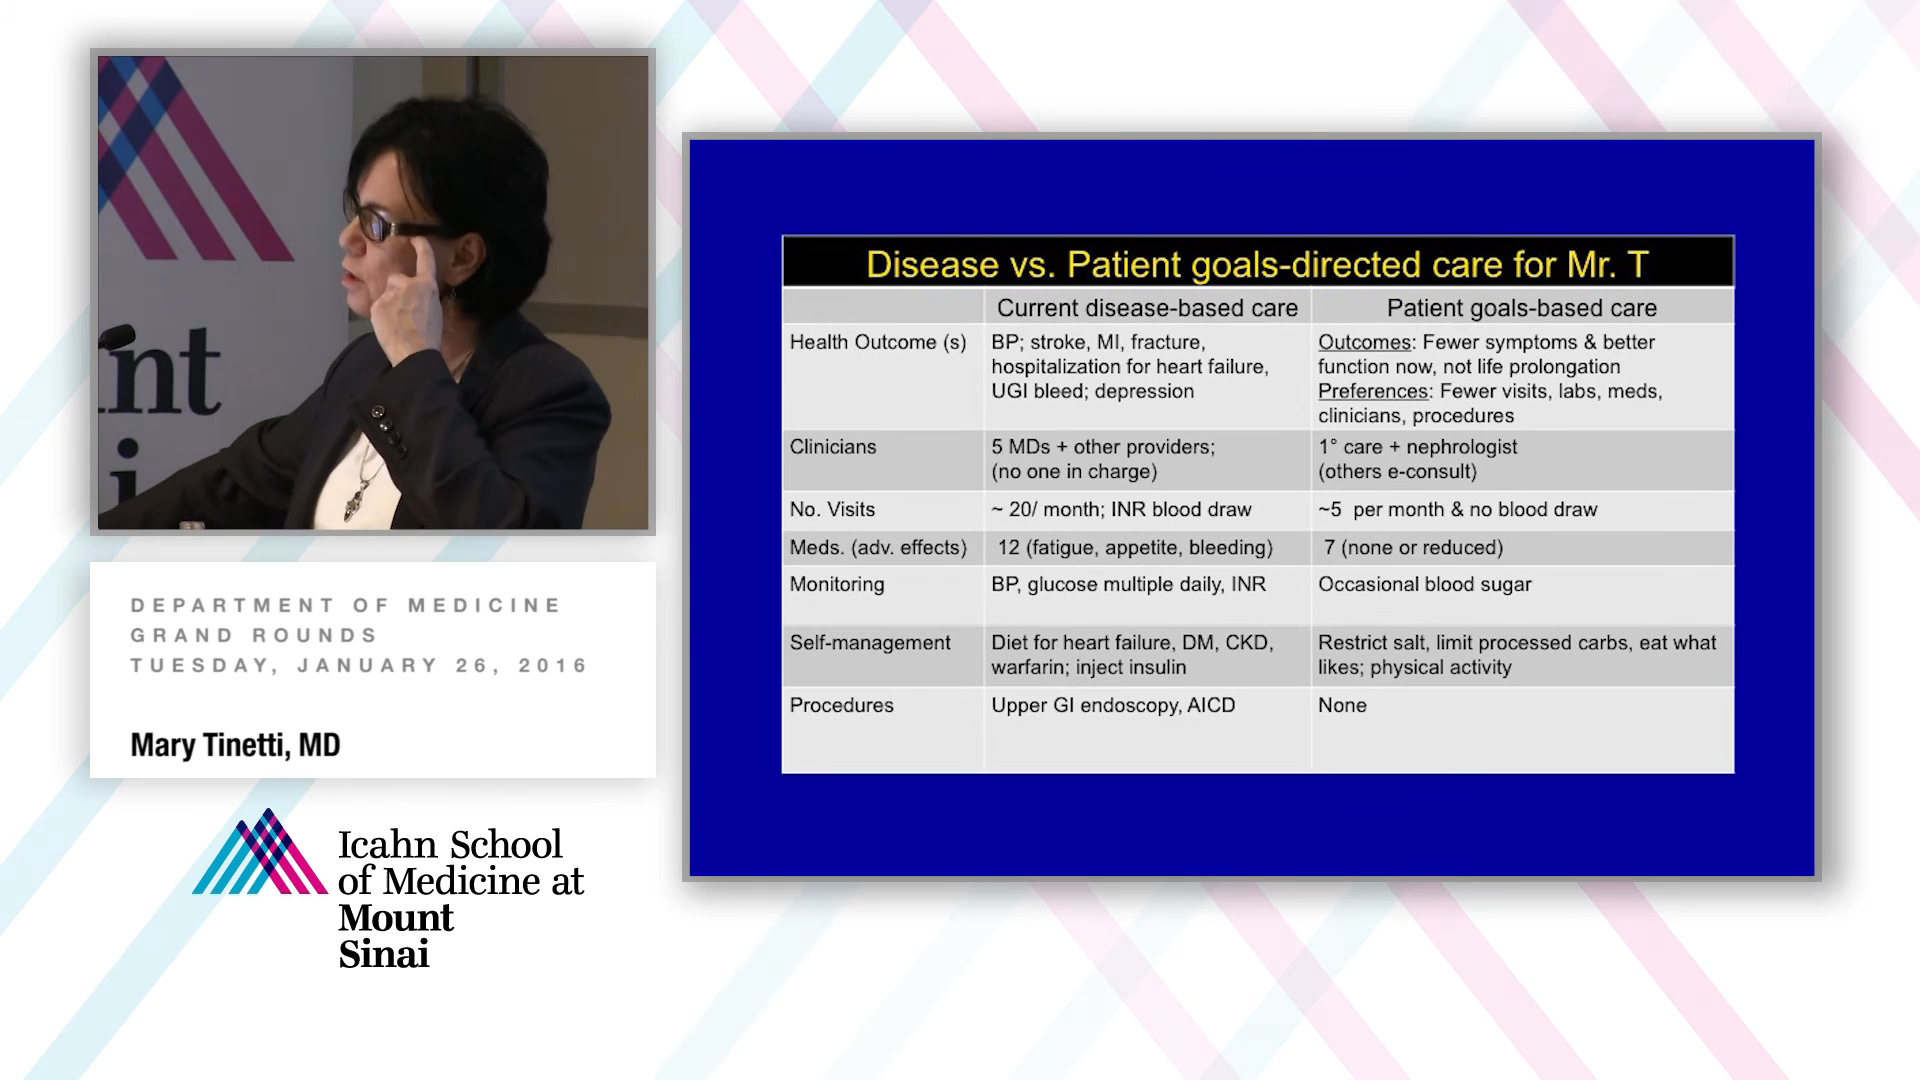 nt
i
DEPARTMENT OF MEDICINE
GRAND ROUNDS
TUESDAY, JANUARY 26, 2016
Mary Tinetti, MD
Icahn School
of Medicine at
Mount
Sinai
Disease vs. Patient goals-directed care for Mr. T
Current disease-based care
Patient goals-based care
Health Outcome (s)
BP; stroke, MI, fracture,
hospitalization for heart failure,
UGI bleed; depression
Outcomes: Fewer symptoms & better
function now, not life prolongation
Preferences: Fewer visits, labs, meds,
clinicians, procedures
Clinicians
5 MDs + other providers;
(no one in charge)
1° care + nephrologist
(others e-consult)
No. Visits
~ 20/ month; INR blood draw
~5 per month & no blood draw
Meds. (adv. effects)
12 (fatigue, appetite, bleeding)
7 (none or reduced)
Monitoring
BP, glucose multiple daily, INR
Occasional blood sugar
Self-management
Diet for heart failure, DM, CKD,
warfarin; inject insulin
Restrict salt, limit processed carbs, eat what
likes; physical activity
Procedures
Upper GI endoscopy, AICD
None